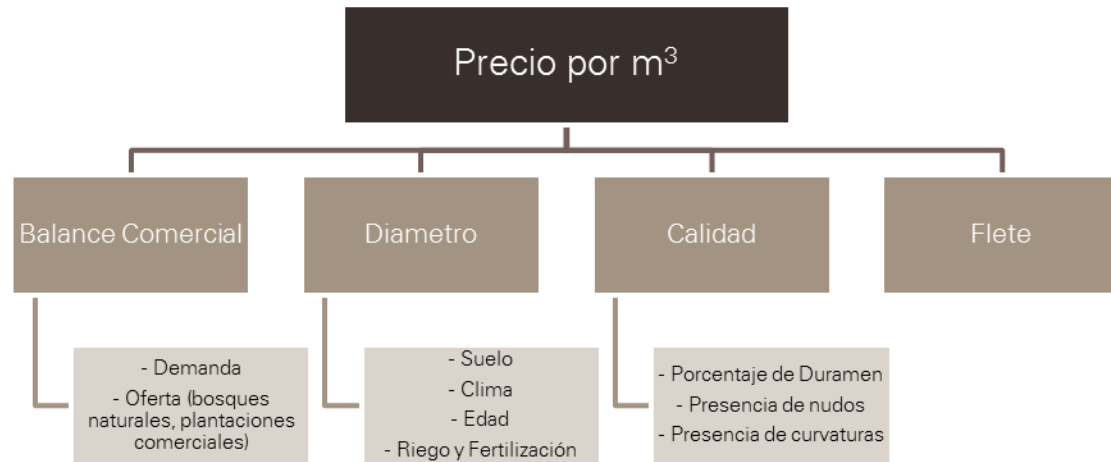 Precio por m³
Balance Comercial
Diametro
Calidad
Flete
- Demanda
- Oferta (bosques
naturales, plantaciones
comerciales)
- Suelo
- Clima
- Edad
- Riego y Fertilización
- Porcentaje de Duramen
- Presencia de nudos
- Presencia de curvaturas